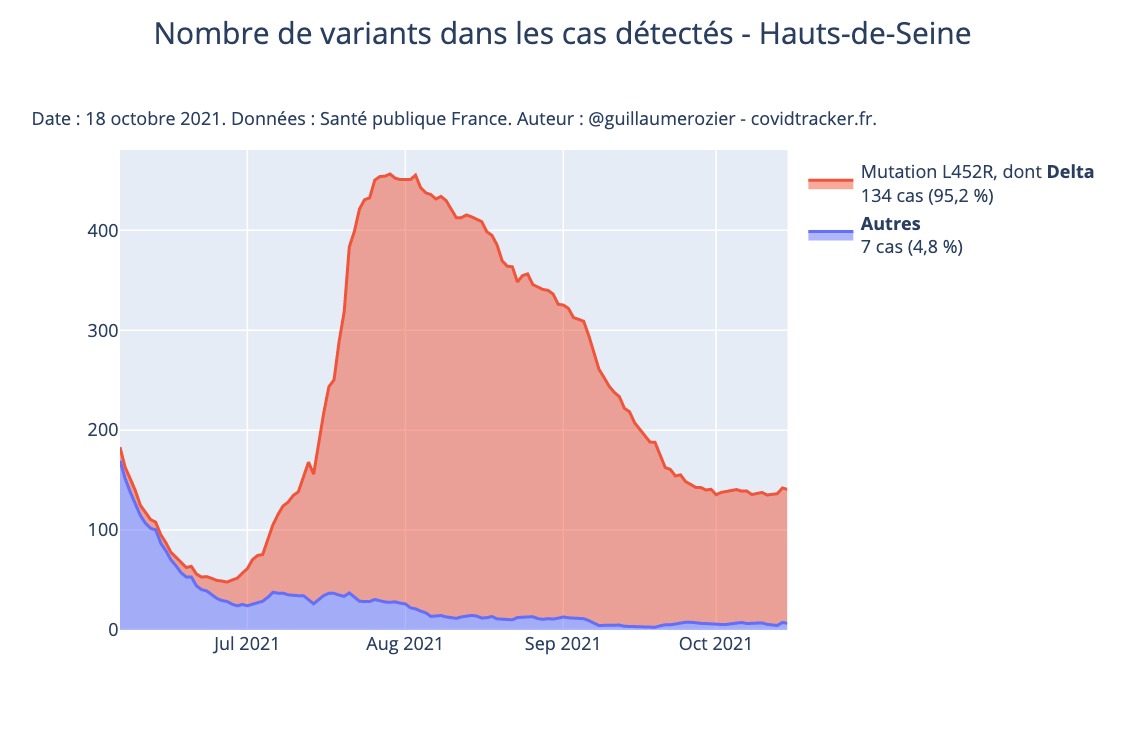 Nombre de variants dans les cas détectés - Hauts-de-Seine
Date : 18 octobre 2021. Données : Santé publique France. Auteur : @guillaumerozier - covidtracker.fr.
Mutation L452R, dont Delta
134 cas (95,2 %)
Autres
7 cas (4,8 %)
400
300
200
100
0
Jul 2021
Aug 2021
Sep 2021
Oct 2021